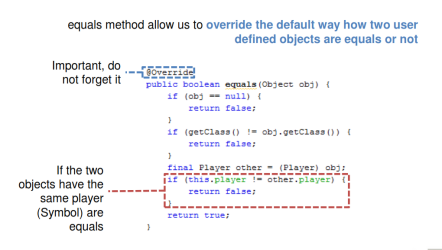 equals method allow us to override the default way how two user
defined objects are equals or not
Important, do
not forget it
@Override
public boolean equals(Object obj) {
if (obj == null) {
return false;
}
if (getClass() != obj.getClass()) {
return false;
}
final Player other = (Player) obj;
if (this.player != other.player) {
return false;
}
return true;
}
If the two
objects have the
same player
(Symbol) are
equals